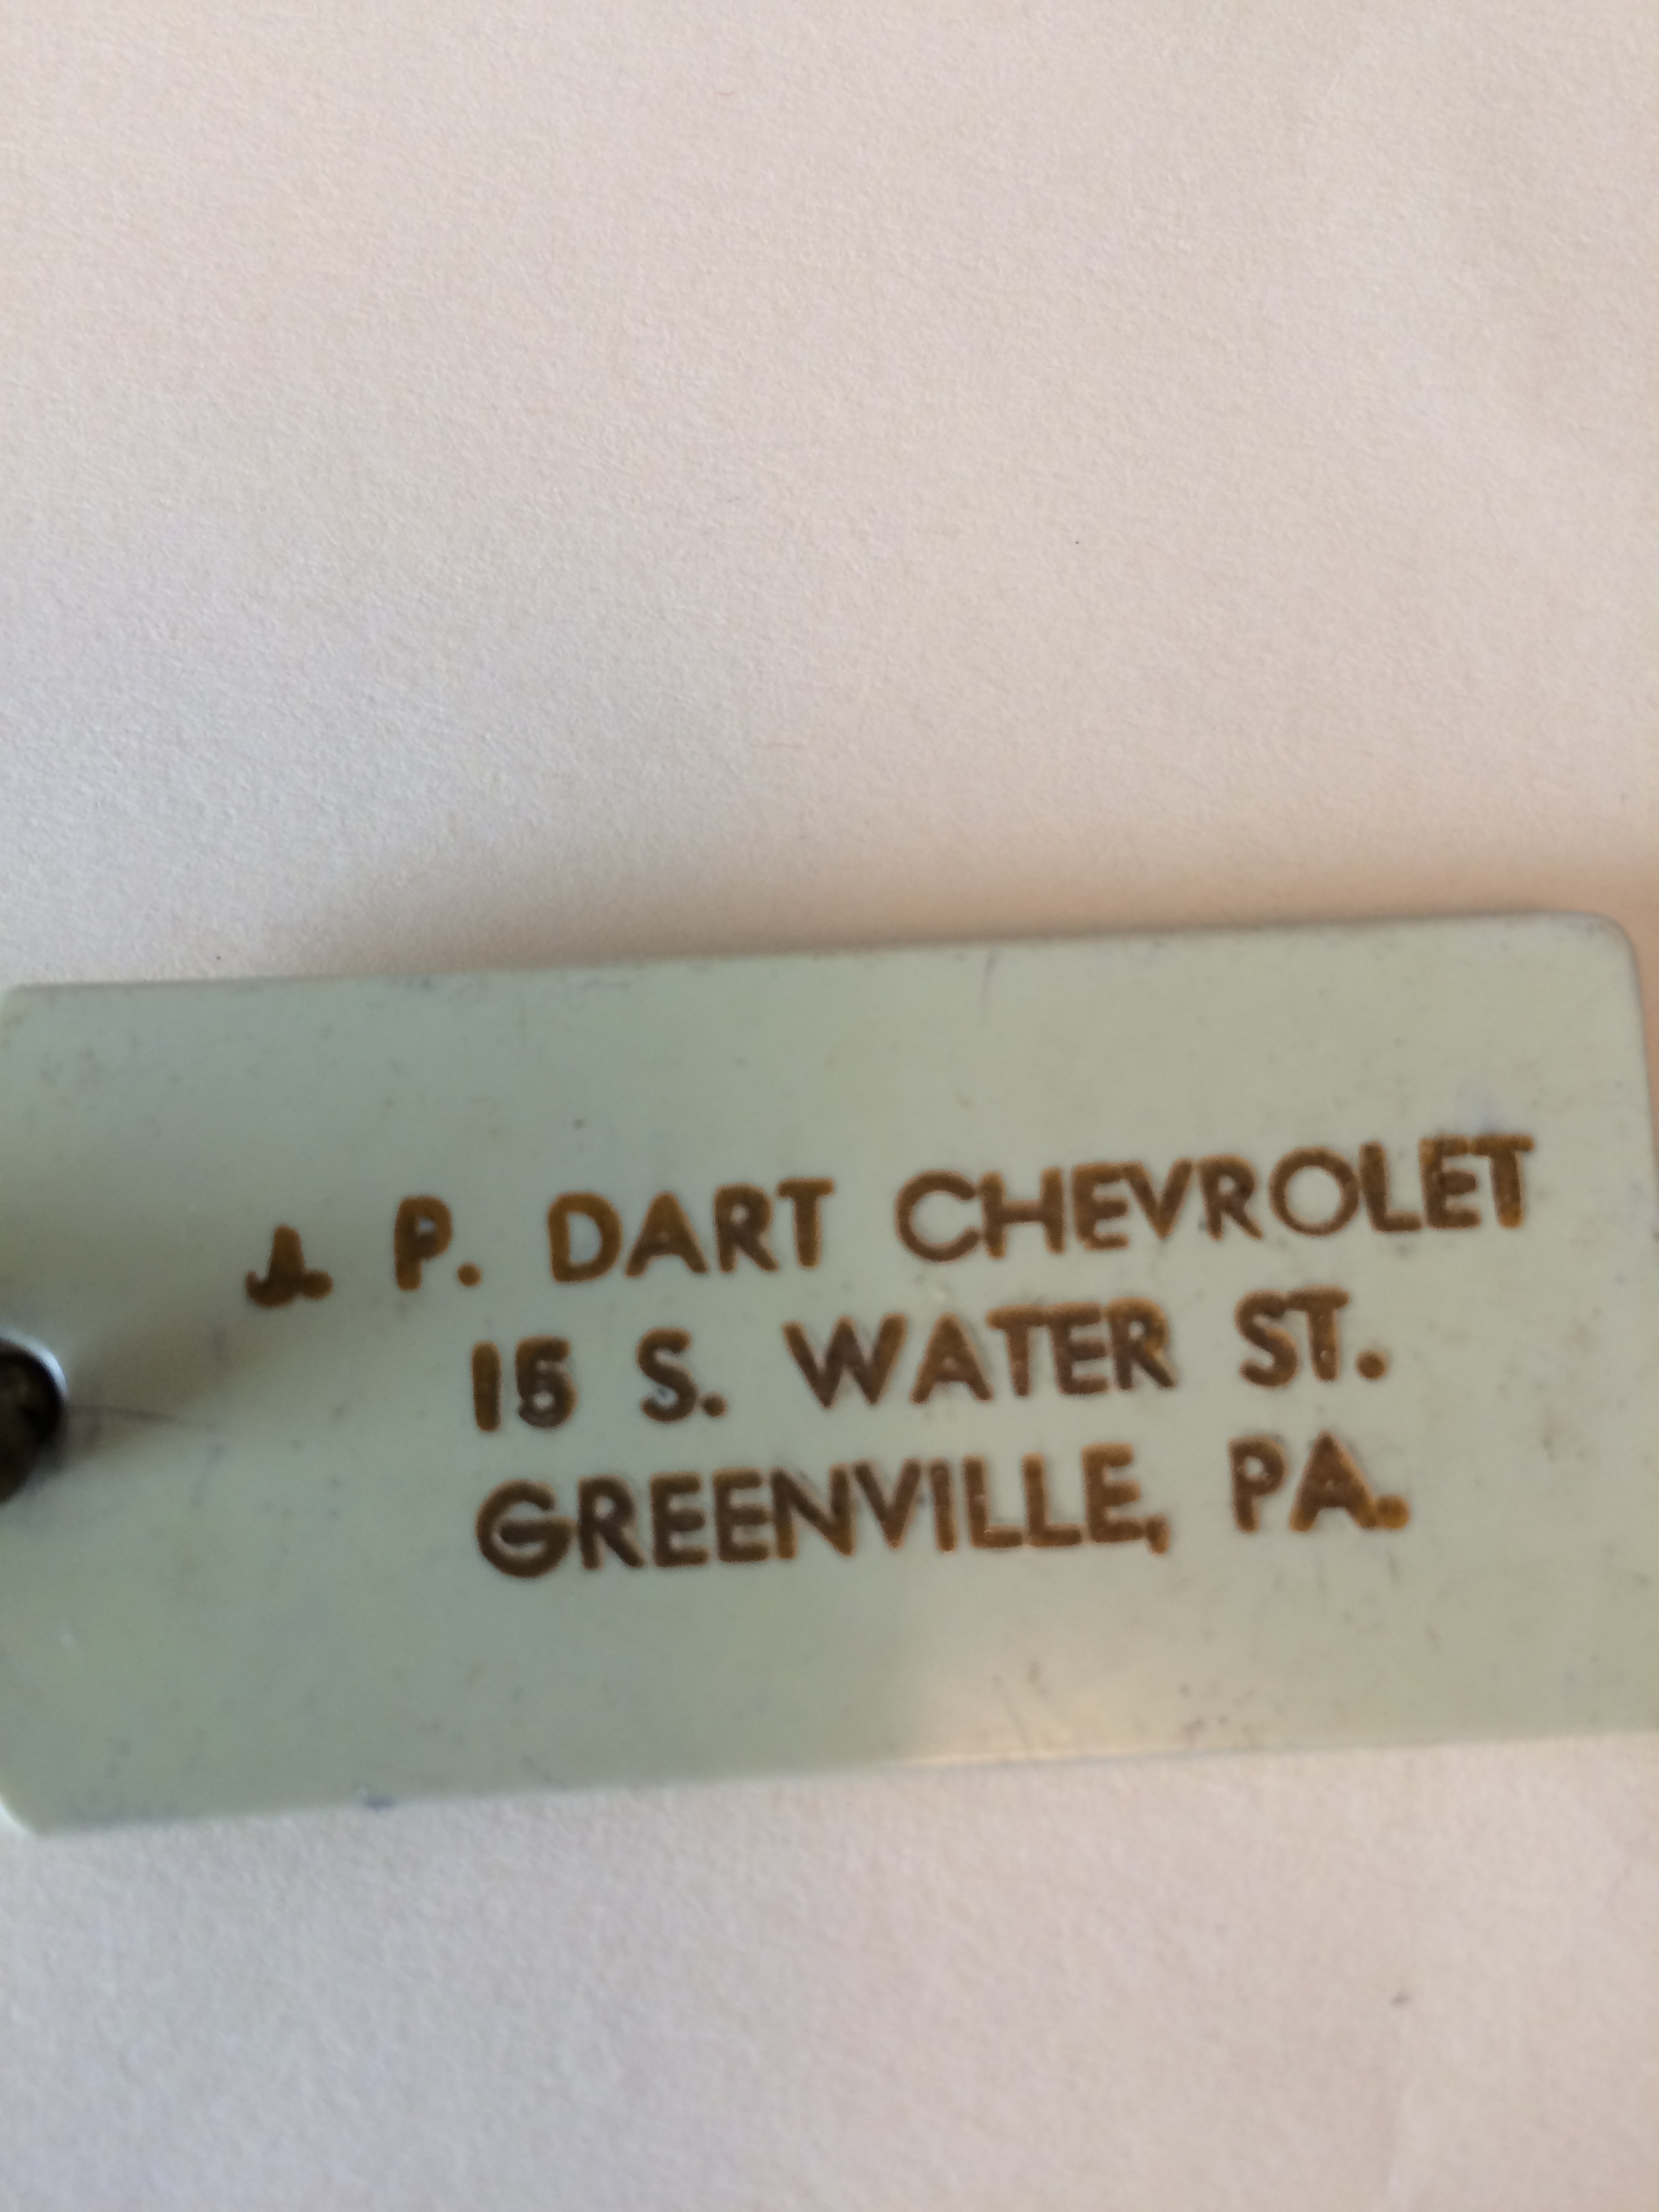 J. P. DART CHEVROLET
15 S. WATER ST.
GREENVILLE, PA.